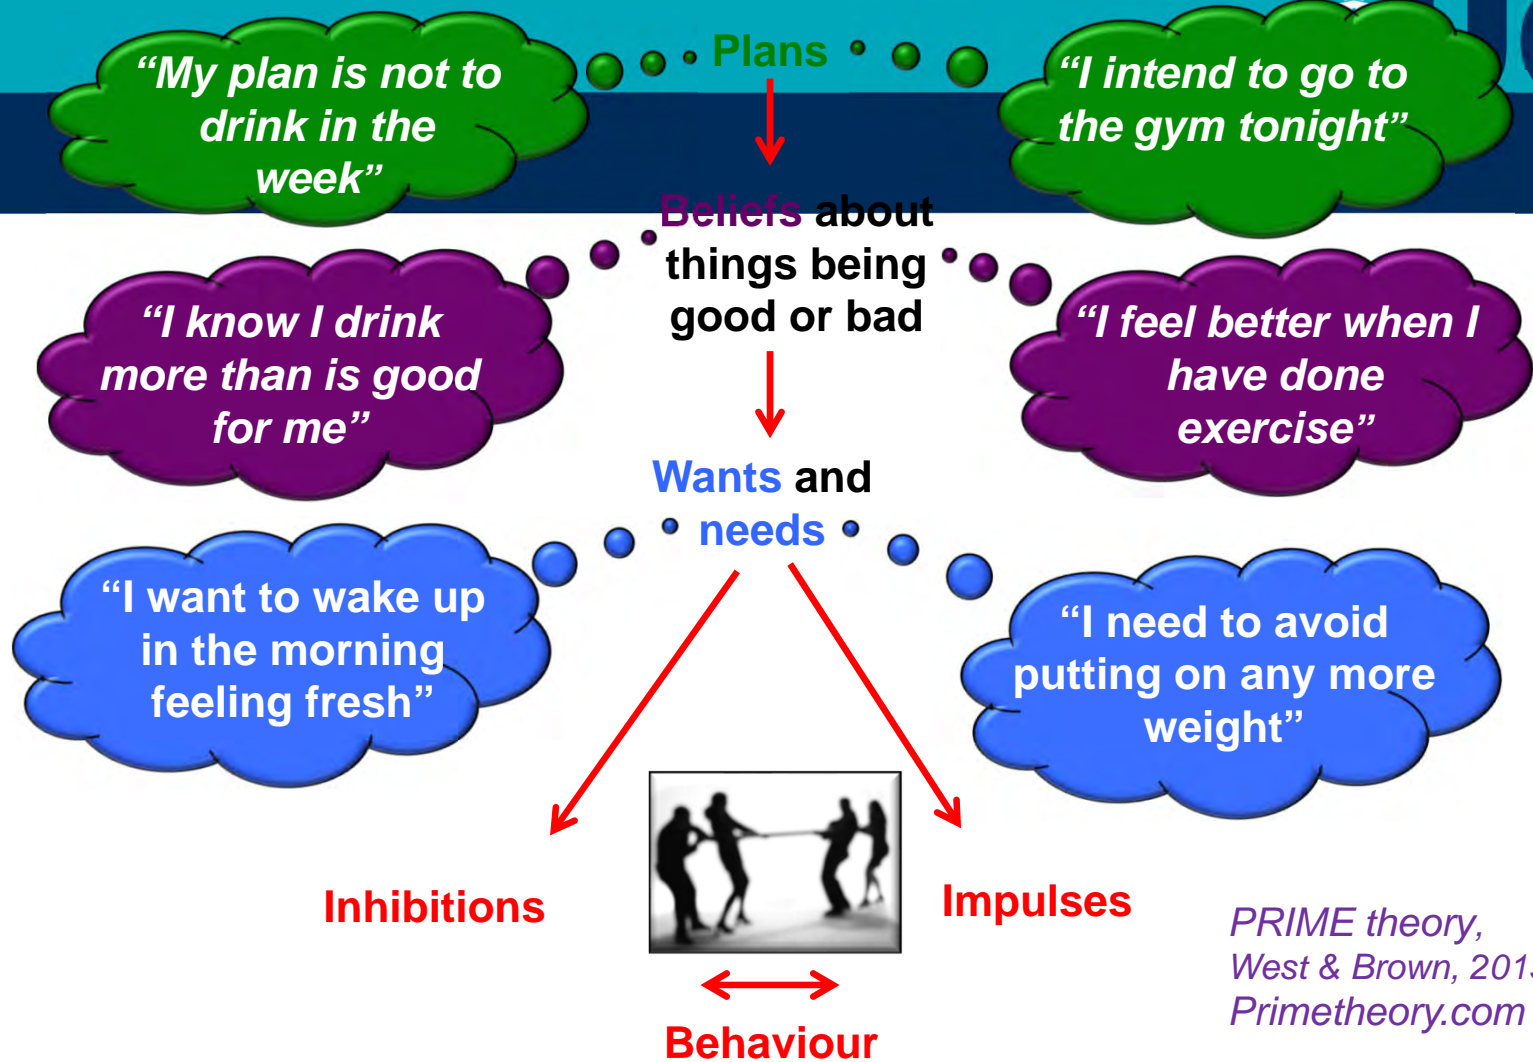 Plans
“My plan is not to
drink in the
week”
“I intend to go to
the gym tonight”
Beliefs about
things being
good or bad
“I know I drink
more than is good
for me”
“I feel better when I
have done
exercise”
Wants and
needs
“I want to wake up
in the morning
feeling fresh”
“I need to avoid
putting on any more
weight”
Inhibitions
Impulses
Behaviour
PRIME theory,
West & Brown,
Primetheory.com